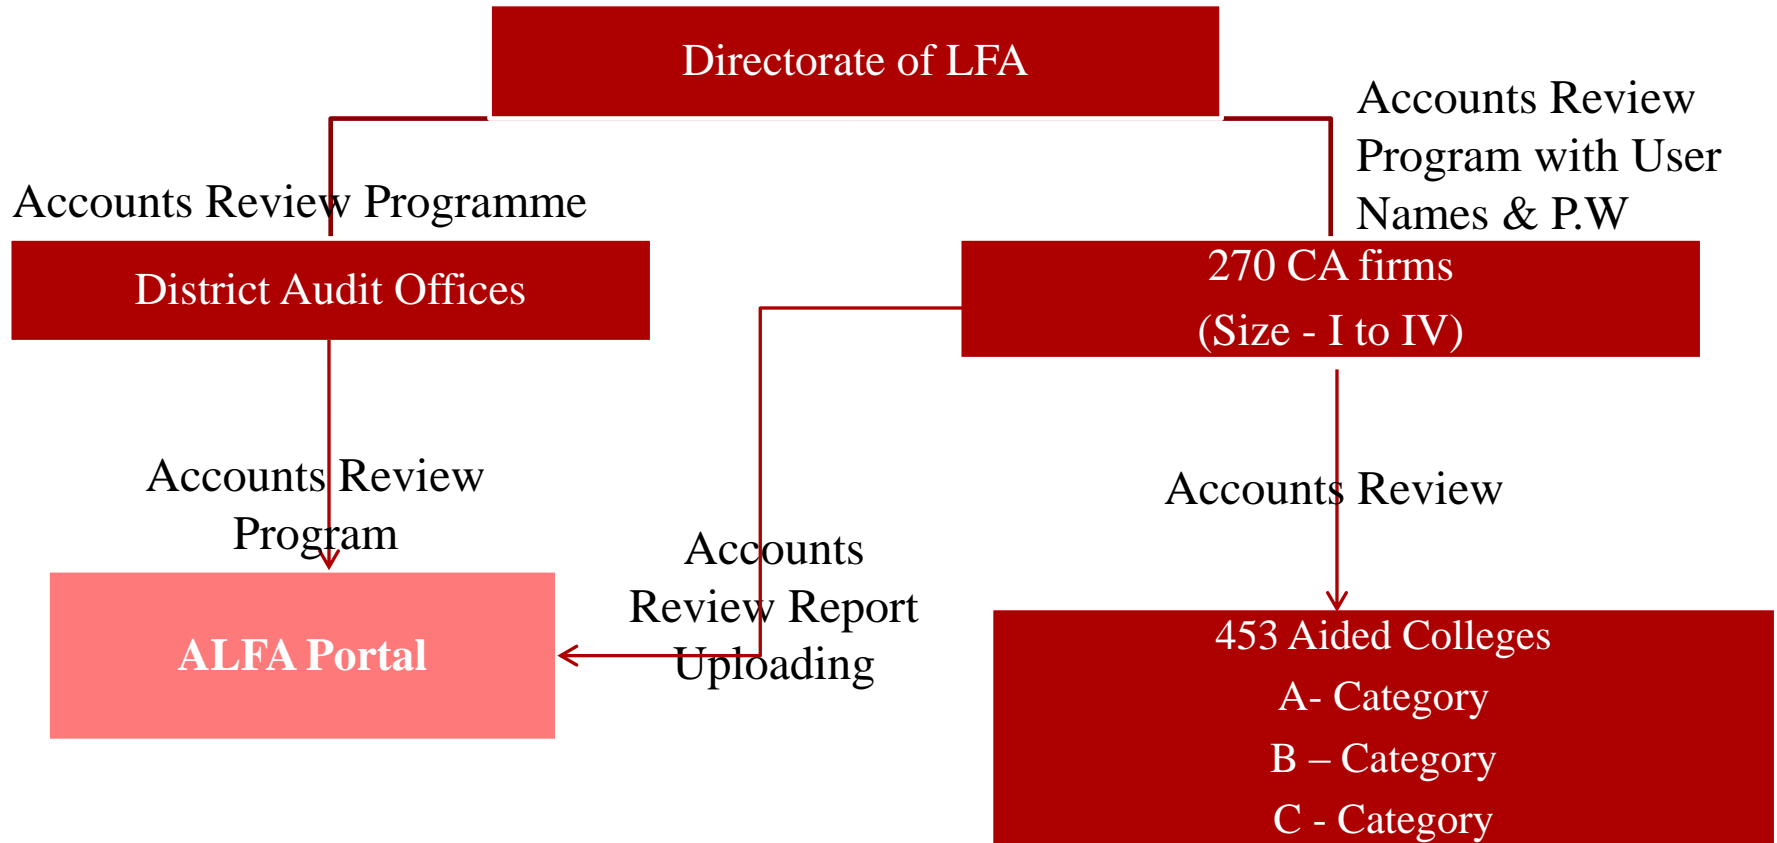 Directorate of LFA
Accounts Review
Program with User
Names & P.W
Accounts Review Programme
District Audit Offices
270 CA firms
(Size - I to IV)
Accounts Review
Program
Accounts Review
Accounts
Review Report
Uploading
ALFA Portal
453 Aided Colleges
A- Category
B – Category
C - Category